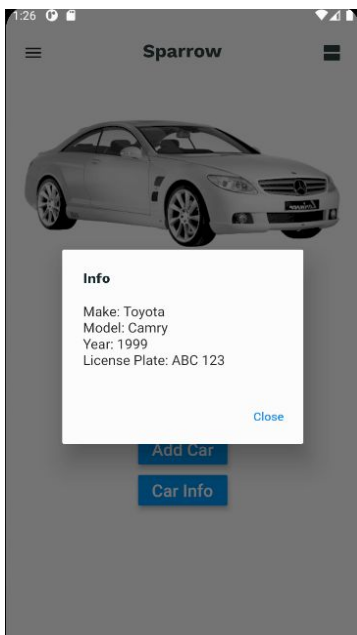 1:26
Sparrow
Info
Make: Toyota
Model: Camry
Year: 1999
License Plate: ABC 123
Close
Add Car
Car Info